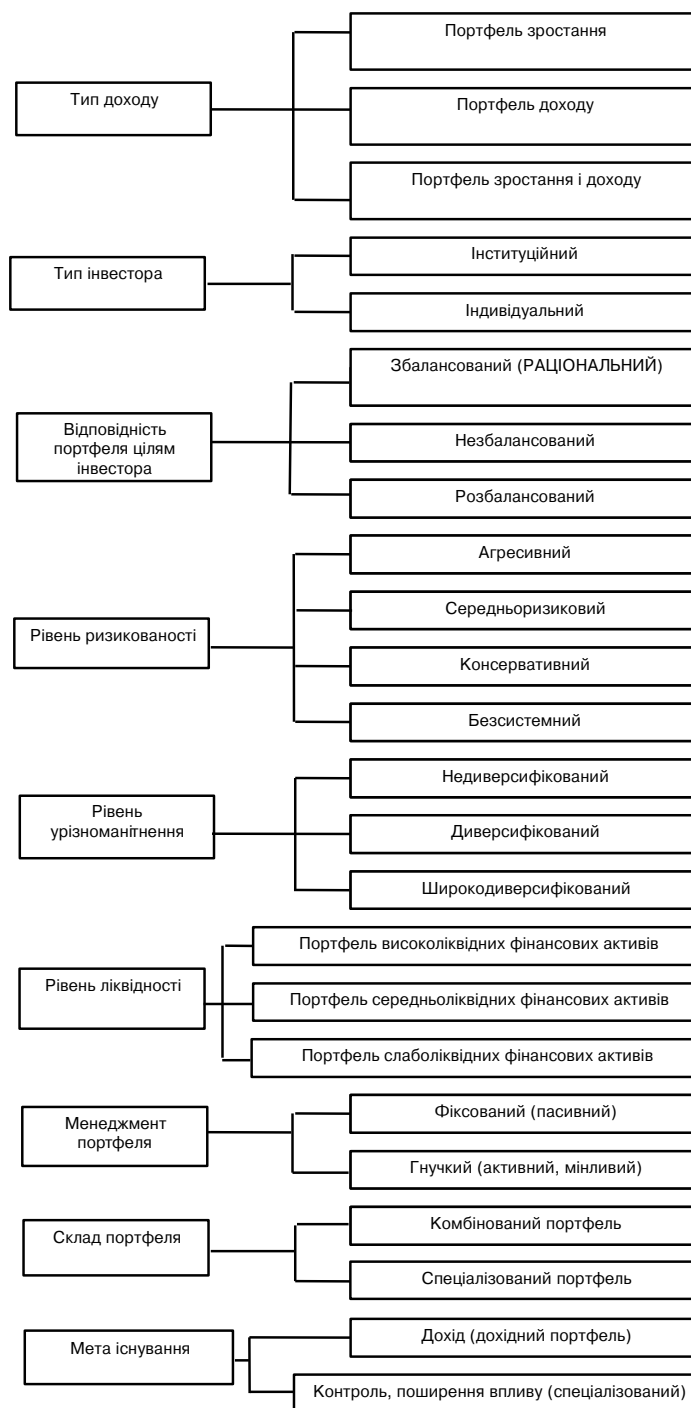 Тип доходу
Портфель зростання
Портфель доходу
Портфель зростання і доходу
Тип інвестора
Інституційний
Індивідуальний
Відповідність
портфеля цілям
інвестора
Збалансований (РАЦІОНАЛЬНИЙ)
Незбалансований
Розбалансований
Рівень ризикованості
Агресивний
Середньоризиковий
Консервативний
Безсистемний
Рівень
урізноманітнення
Недиверсифікований
Диверсифікований
Широкодиверсифікований
Рівень ліквідності
Портфель високоліквідних фінансових активів
Портфель середньоліквідних фінансових активів
Портфель слаболіквідних фінансових активів
Менеджмент
портфеля
Фіксований (пасивний)
Гнучкий (активний, мінливий)
Склад портфеля
Комбінований портфель
Спеціалізований портфель
Мета існування
Дохід (дохідний портфель)
Контроль, поширення впливу (спеціалізований)